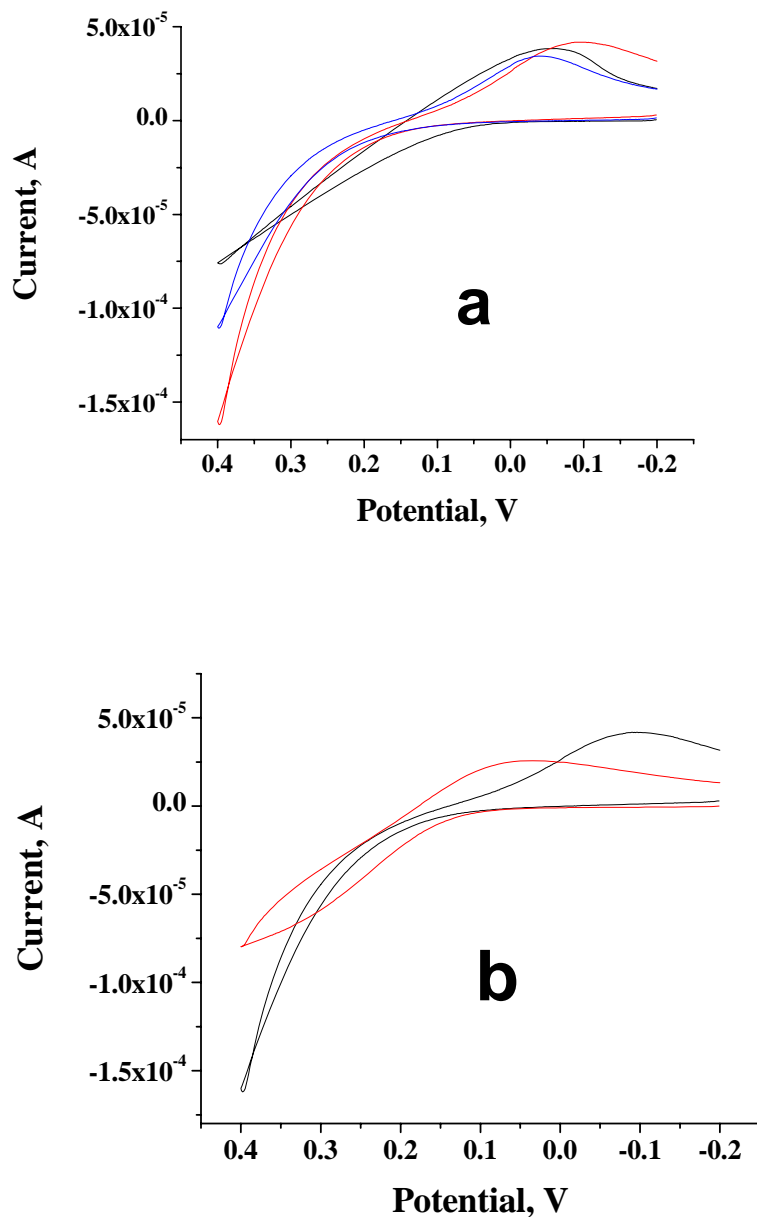 5.0x10⁻⁵
0.0
-5.0x10⁻⁵
-1.0x10⁻⁴
-1.5x10⁻⁴
Current, A
a
0.4 0.3 0.2 0.1 0.0 -0.1 -0.2
Potential, V
5.0x10⁻⁵
0.0
-5.0x10⁻⁵
-1.0x10⁻⁴
-1.5x10⁻⁴
Current, A
b
0.4 0.3 0.2 0.1 0.0 -0.1 -0.2
Potential, V